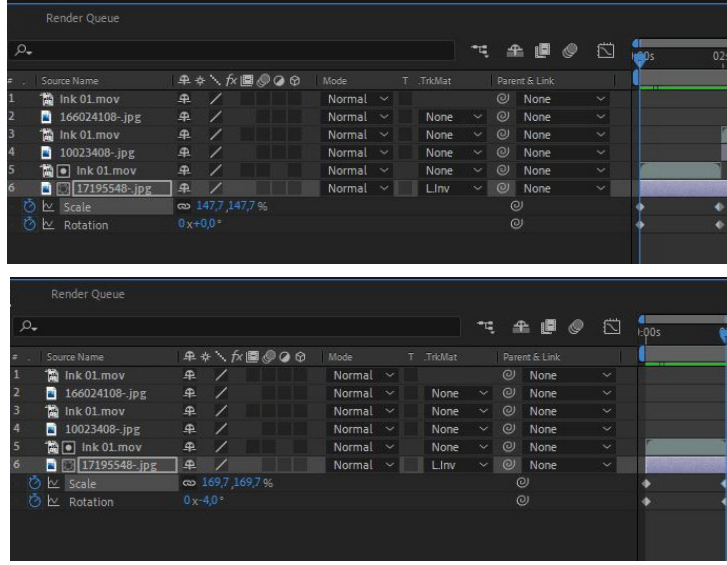 Render Queue
:00s 02:
# . Source Name fx Mode T .TrkMat Parent & Link
1 Ink 01.mov Normal None
2 166024108-.jpg Normal None None
3 Ink 01.mov Normal None None
4 10023408-.jpg Normal None None
5 Ink 01.mov Normal None None
6 17195548-.jpg Normal L.Inv None
Scale 147,7,147,7 %
Rotation 0x+0,0°
Render Queue
:00s
# . Source Name fx Mode T .TrkMat Parent & Link
1 Ink 01.mov Normal None
2 166024108-.jpg Normal None None
3 Ink 01.mov Normal None None
4 10023408-.jpg Normal None None
5 Ink 01.mov Normal None None
6 17195548-.jpg Normal L.Inv None
Scale 169,7,169,7 %
Rotation 0x-4,0°